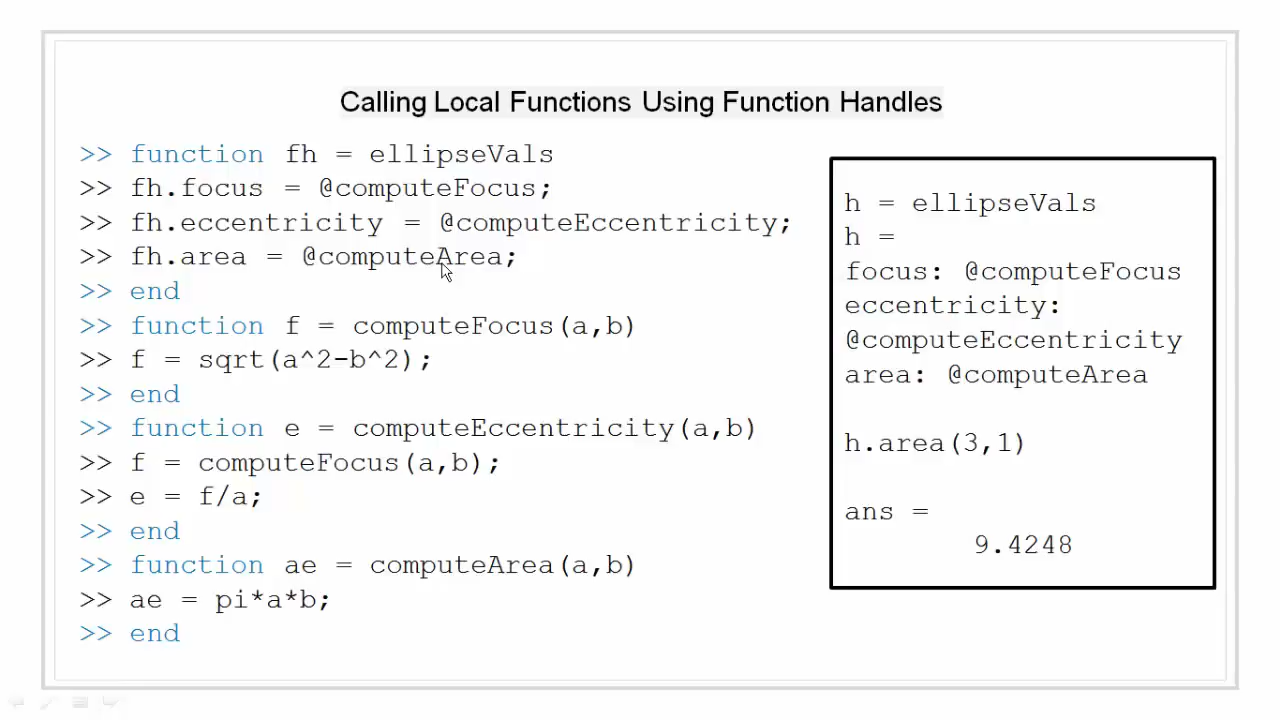 Calling Local Functions Using Function Handles
>> function fh = ellipseVals
>> fh.focus = @computeFocus;
>> fh.eccentricity = @computeEccentricity;
>> fh.area = @computeArea;
>> end
>> function f = computeFocus(a,b)
>> f = sqrt(a^2-b^2);
>> end
>> function e = computeEccentricity(a,b)
>> f = computeFocus(a,b);
>> e = f/a;
>> end
>> function ae = computeArea(a,b)
>> ae = pi*a*b;
>> end
h = ellipseVals
h =
focus: @computeFocus
eccentricity:
@computeEccentricity
area: @computeArea
h.area(3,1)
ans =
9.4248